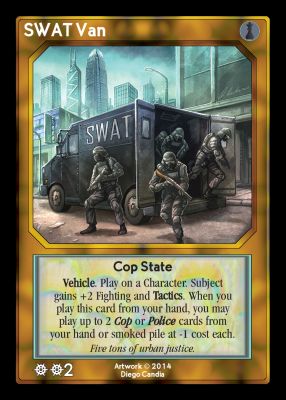 SWAT Van
SWAT
Cop State
Vehicle. Play on a Character. Subject
gains +2 Fighting and Tactics. When you
play this card from your hand, you may
play up to 2 Cop or Police cards from
your hand or smoked pile at -1 cost each.
Five tons of urban justice.
2
Artwork © 2014
Diego Candia